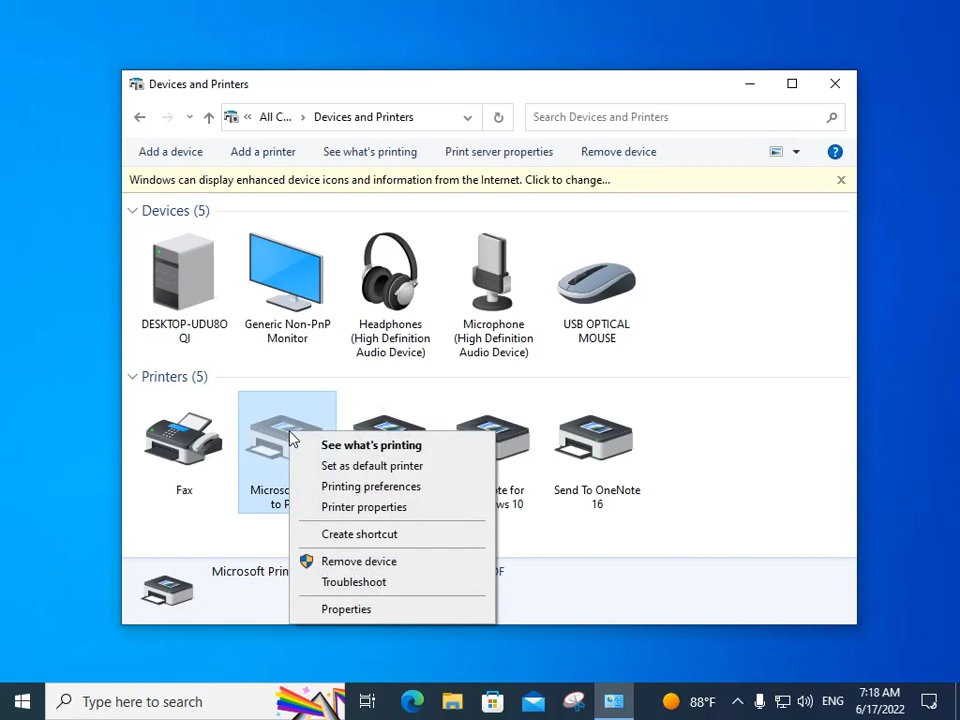 Devices and Printers
« All C... › Devices and Printers
Search Devices and Printers
Add a device
Add a printer
See what's printing
Print server properties
Remove device
Windows can display enhanced device icons and information from the Internet. Click to change...
Devices (5)
DESKTOP-UDU8O
QI
Generic Non-PnP
Monitor
Headphones
(High Definition
Audio Device)
Microphone
(High Definition
Audio Device)
USB OPTICAL
MOUSE
Printers (5)
Fax
Send To OneNote
16
See what's printing
Set as default printer
Printing preferences
Printer properties
Create shortcut
Remove device
Troubleshoot
Properties
Type here to search
88°F
ENG
7:18 AM
6/17/2022